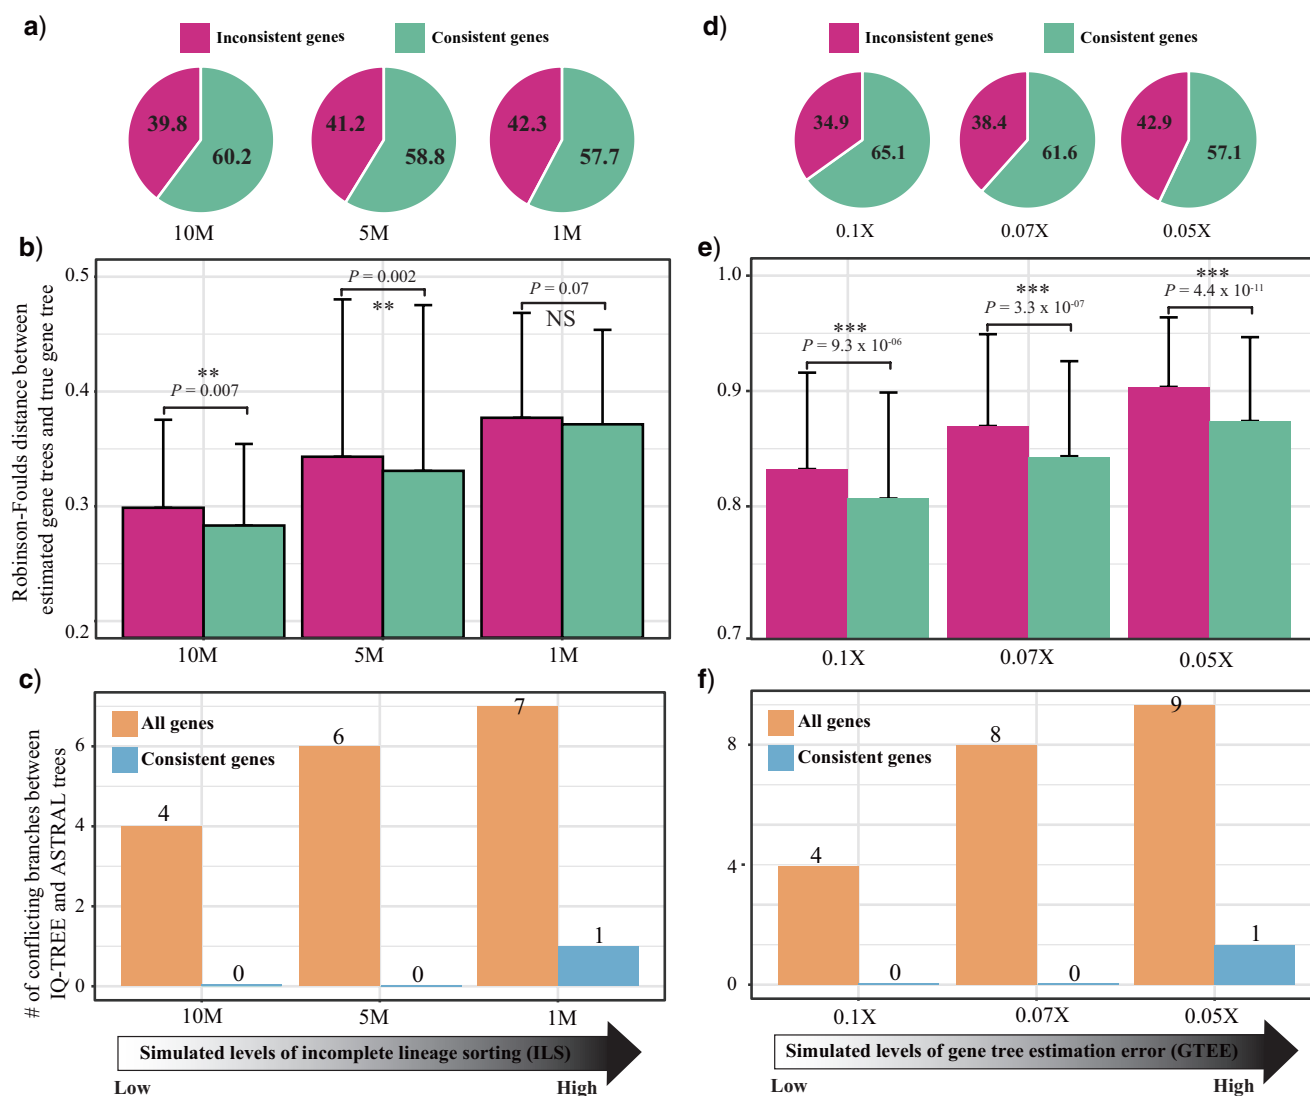 a)
Inconsistent genes
Consistent genes
39.8
60.2
41.2
58.8
42.3
57.7
10M
5M
1M
b)
Robinson-Foulds distance between
estimated gene trees and true gene tree
0.5
0.4
0.3
0.2
**
P = 0.007
P = 0.002
**
P = 0.07
NS
10M
5M
1M
c)
# of conflicting branches between
IQ-TREE and ASTRAL trees
All genes
Consistent genes
6
4
2
0
4
0
6
0
7
1
10M
5M
1M
Simulated levels of incomplete lineage sorting (ILS)
Low
High
d)
Inconsistent genes
Consistent genes
34.9
65.1
38.4
61.6
42.9
57.1
0.1X
0.07X
0.05X
e)
1.0
0.9
0.8
0.7
***
P = 9.3 x 10-06
***
P = 3.3 x 10-07
***
P = 4.4 x 10-11
0.1X
0.07X
0.05X
f)
All genes
Consistent genes
8
4
0
4
0
8
0
9
1
0.1X
0.07X
0.05X
Simulated levels of gene tree estimation error (GTEE)
Low
High